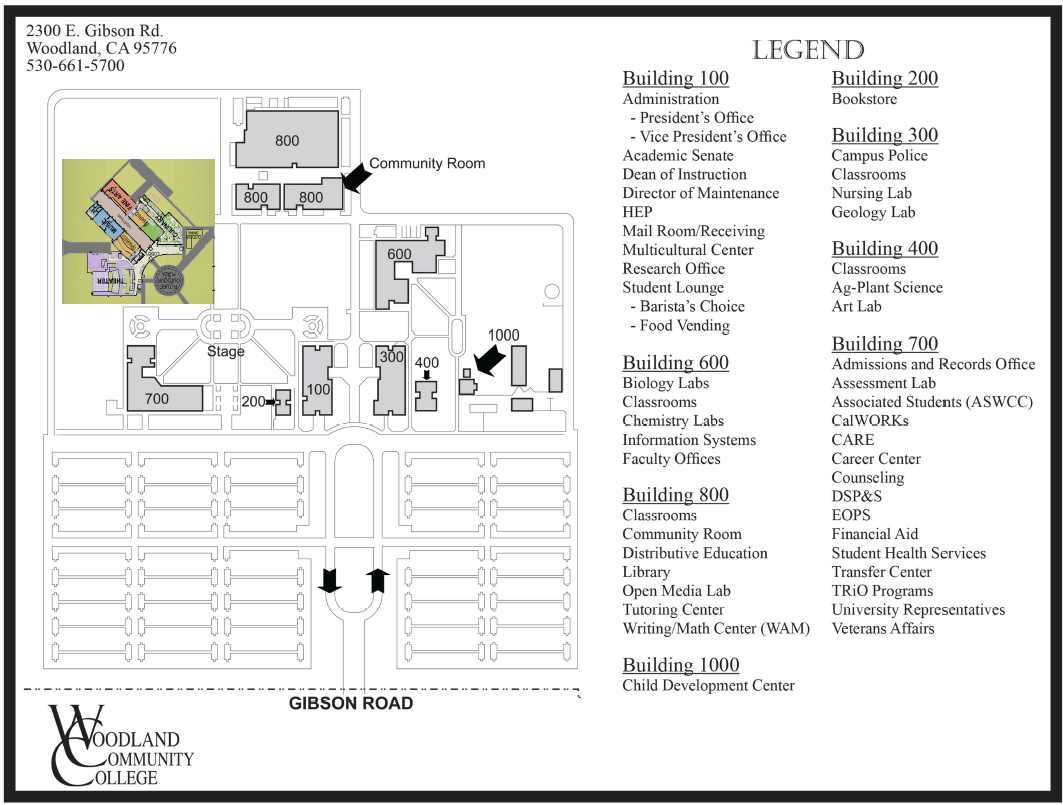 2300 E. Gibson Rd.
Woodland, CA 95776
530-661-5700
LEGEND
Building 100
Administration
- President's Office
- Vice President's Office
Academic Senate
Dean of Instruction
Director of Maintenance
HEP
Mail Room/Receiving
Multicultural Center
Research Office
Student Lounge
- Barista's Choice
- Food Vending
Building 600
Biology Labs
Classrooms
Chemistry Labs
Information Systems
Faculty Offices
Building 800
Classrooms
Community Room
Distributive Education
Library
Open Media Lab
Tutoring Center
Writing/Math Center (WAM)
Building 1000
Child Development Center
Building 200
Bookstore
Building 300
Campus Police
Classrooms
Nursing Lab
Geology Lab
Building 400
Classrooms
Ag-Plant Science
Art Lab
Building 700
Admissions and Records Office
Assessment Lab
Associated Students (ASWCC)
CalWORKs
CARE
Career Center
Counseling
DSP&S
EOPS
Financial Aid
Student Health Services
Transfer Center
TRiO Programs
University Representatives
Veterans Affairs
800
Community Room
800
800
FINE ARTS
MUSIC
CULINARY
THEATER
FUTURE
OUTDOOR
600
Stage
1000
300
400
100
700
200
GIBSON ROAD
WOODLAND
COMMUNITY
COLLEGE